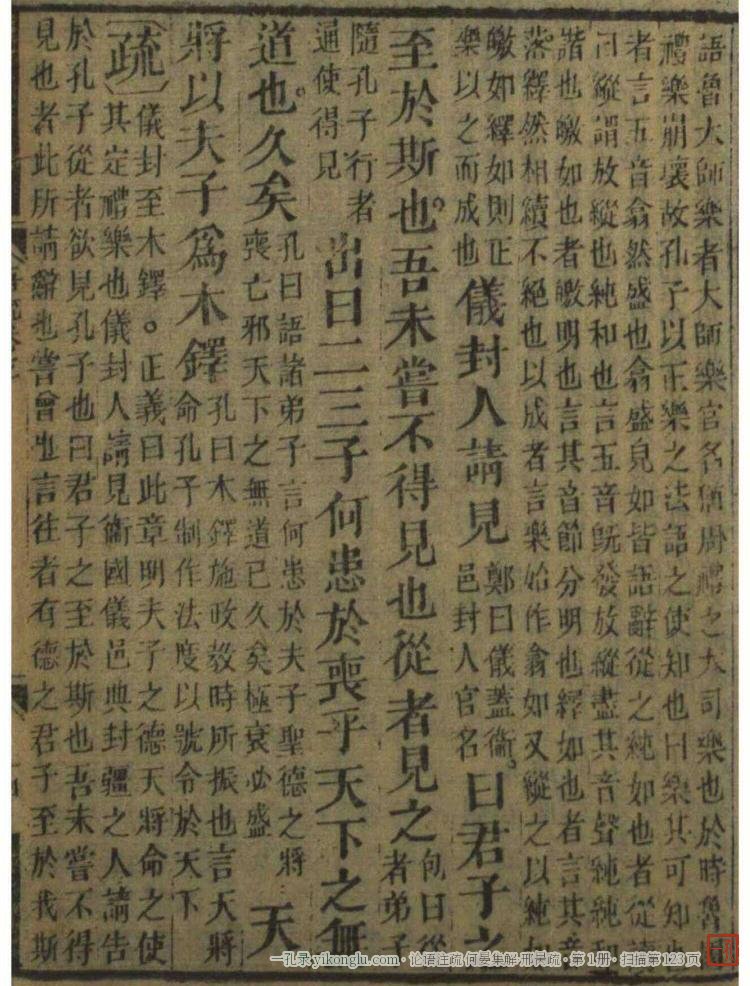 語魯大師樂者大師樂官名猶周禮之大司樂也於時魯國
禮樂崩壞故孔子以正樂之法語之使知也曰樂其可知也
者言五音翕然盛也翕盛皃如皆語辭從之純如也者從讀
曰縱謂放縱也純和也言五音既發放縱盡其音聲純純和
諧也皦如也者皦明也言其音節分明也繹如也者言其音
落繹然相續不絕也以成者言樂始作翕如又縱之以純如
皦如繹如則正樂以之而成也儀封人請見鄭曰儀蓋衛邑封人官名曰君子之
至於斯也吾未嘗不得見也從者見之包曰從者弟子
隨孔子行者通使得見出曰二三子何患於喪乎天下之無
道也久矣孔曰語諸弟子言何患於夫子聖德之將喪亡邪天下之無道已久矣極衰必盛天
將以夫子爲木鐸孔曰木鐸施政教時所振也言天將命孔子制作法度以號令於天下
疏儀封至木鐸。正義曰此章明夫子之德天將命之使
其定禮樂也儀封人請見衞國儀邑典封疆之人請告
於孔子從者欲見孔子也曰君子之至於斯也吾未嘗不得
見也者此所請辭也嘗曾也言往者有德之君子至於我斯
一孔录 yikonglu.com · 论语注疏.何晏集解.邢昺疏 · 第1册 · 扫描第123页